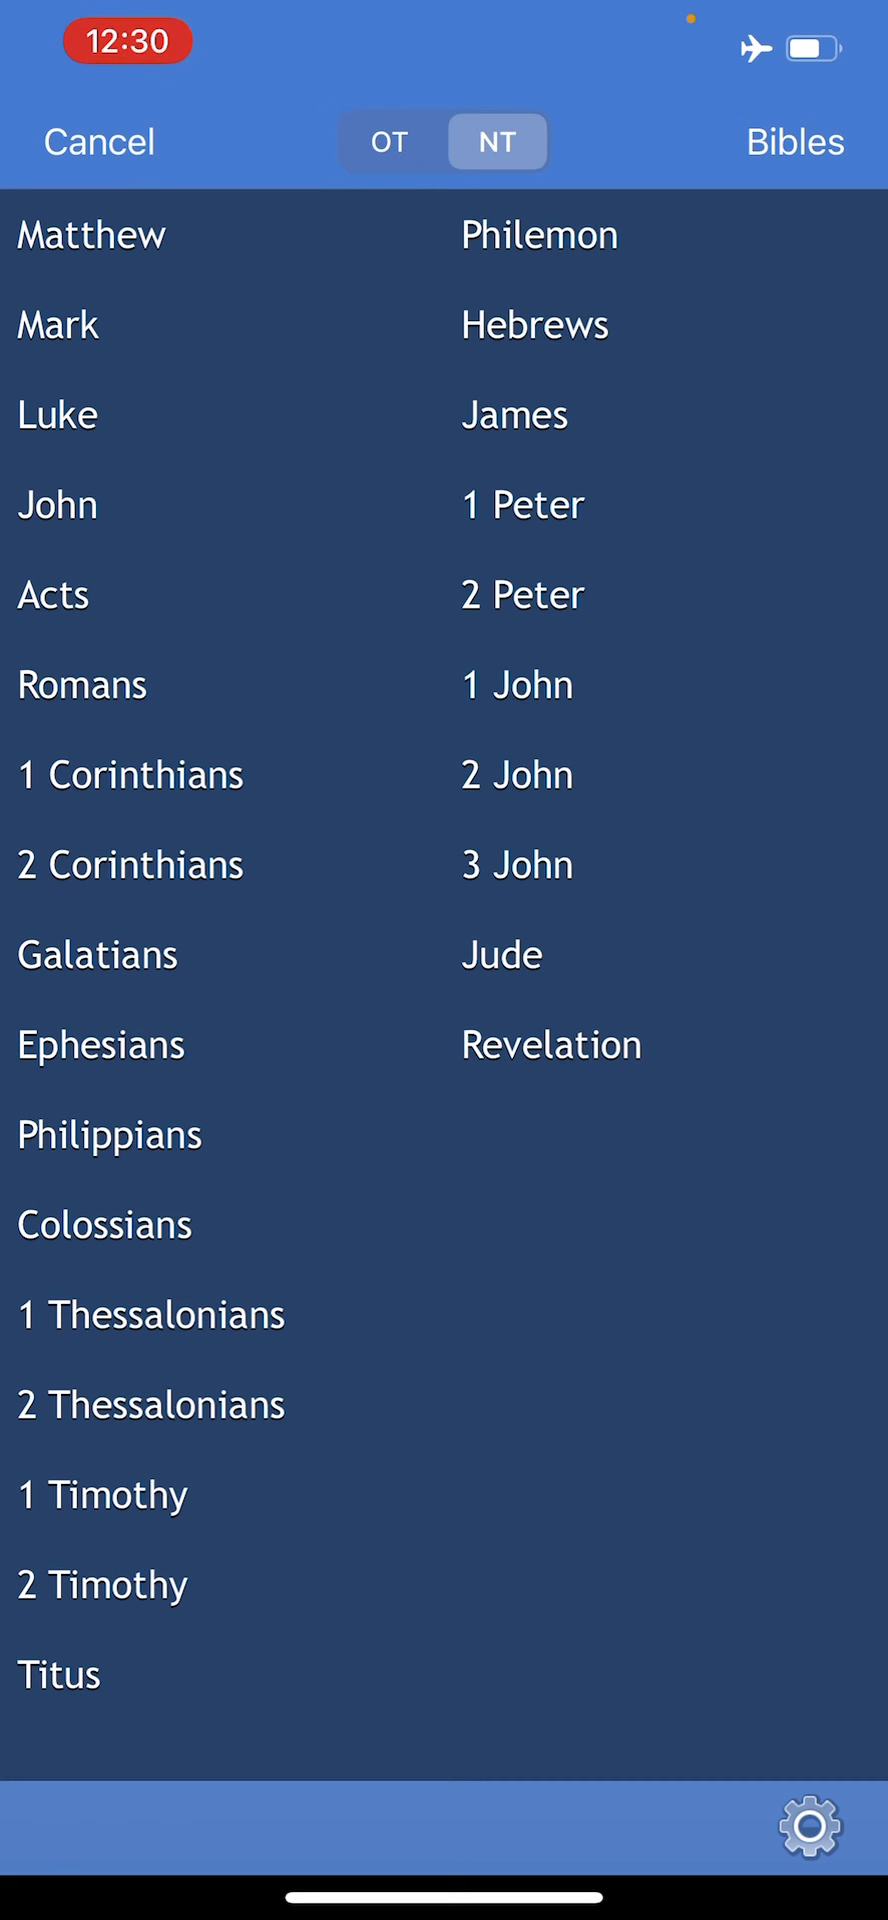 12:30
Cancel
OT
NT
Bibles
Matthew
Mark
Luke
John
Acts
Romans
1 Corinthians
2 Corinthians
Galatians
Ephesians
Philippians
Colossians
1 Thessalonians
2 Thessalonians
1 Timothy
2 Timothy
Titus
Philemon
Hebrews
James
1 Peter
2 Peter
1 John
2 John
3 John
Jude
Revelation